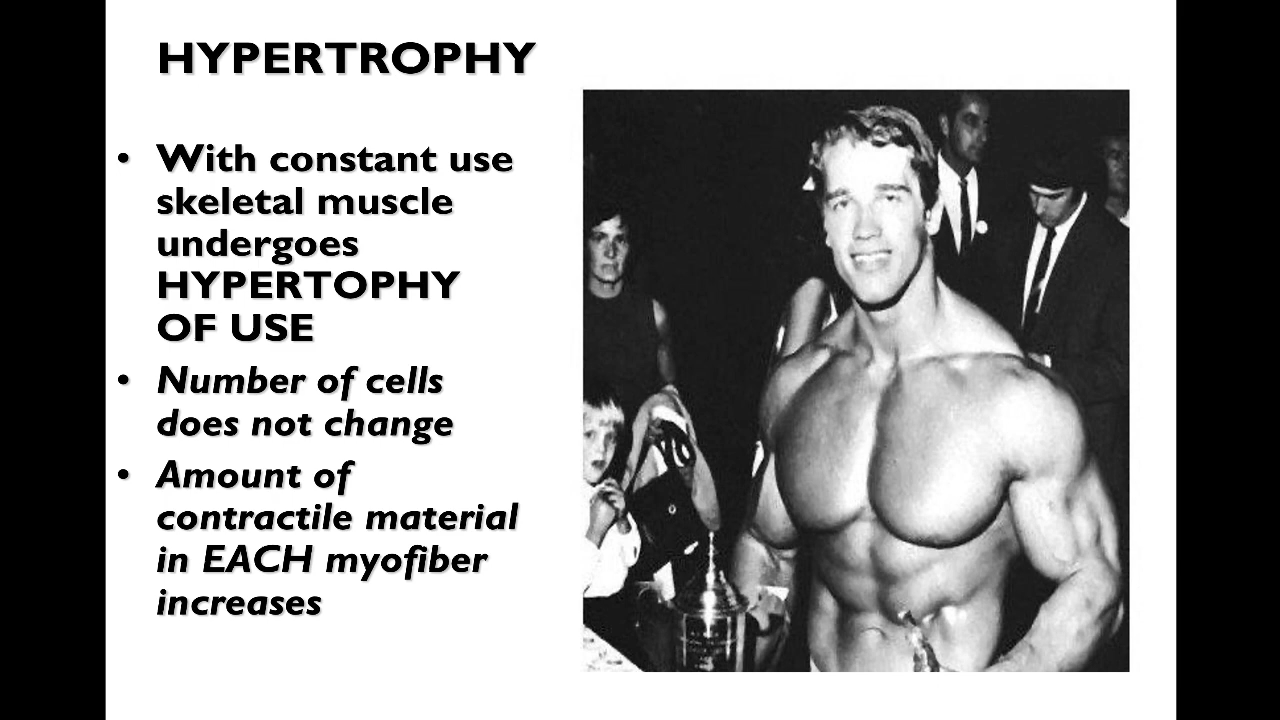 HYPERTROPHY
• With constant use
skeletal muscle
undergoes
HYPERTOPHY
OF USE
• Number of cells
does not change
• Amount of
contractile material
in EACH myofiber
increases